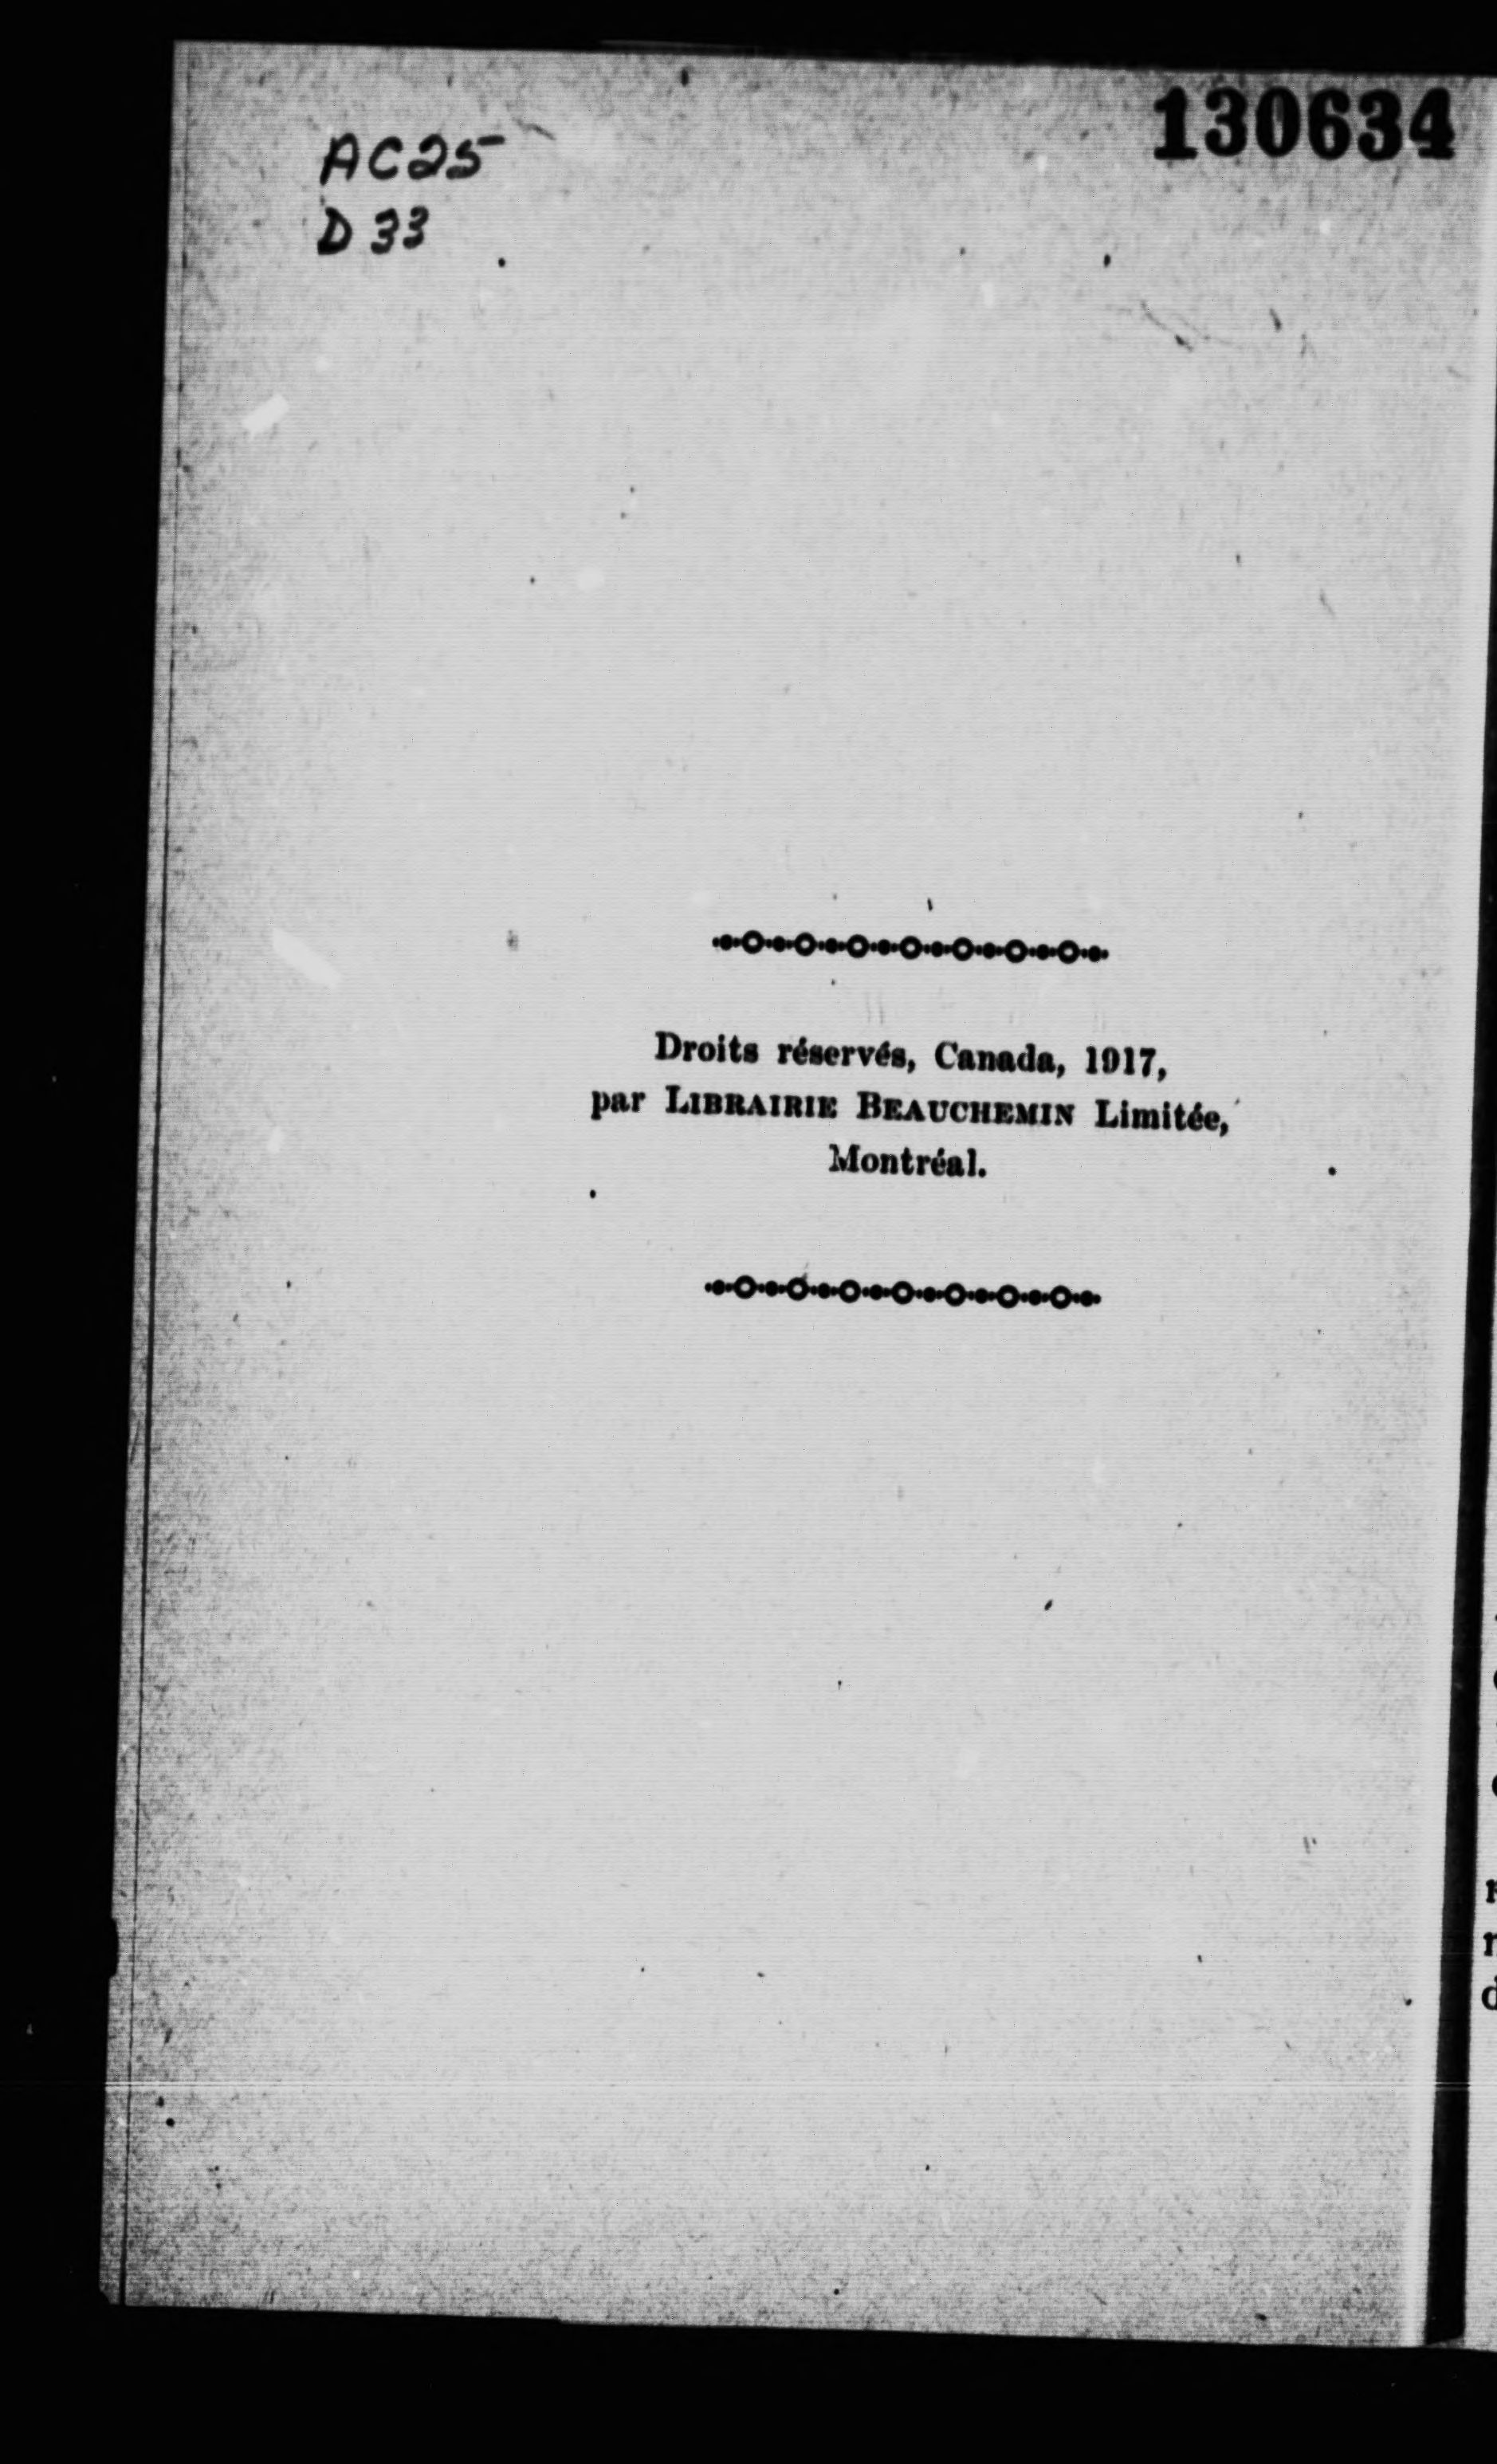 130634
AC25
D33
Droits réservés, Canada, 1917,
par LIBRAIRIE BEAUCHEMIN Limitée,
Montréal.